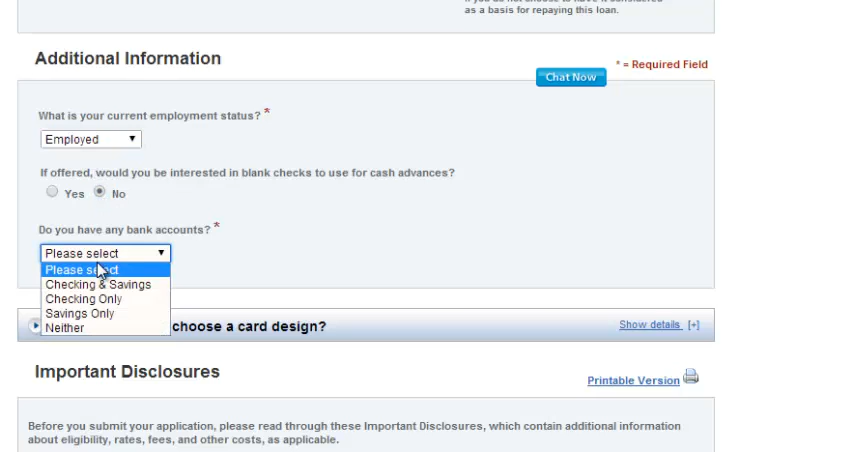 as a basis for repaying this loan.
Additional Information
* = Required Field
Chat Now
What is your current employment status? *
Employed
If offered, would you be interested in blank checks to use for cash advances?
Yes No
Do you have any bank accounts? *
Please select
Please select
Checking & Savings
Checking Only
Savings Only
Neither
choose a card design?
Show details [+]
Important Disclosures
Printable Version
Before you submit your application, please read through these Important Disclosures, which contain additional information
about eligibility, rates, fees, and other costs, as applicable.